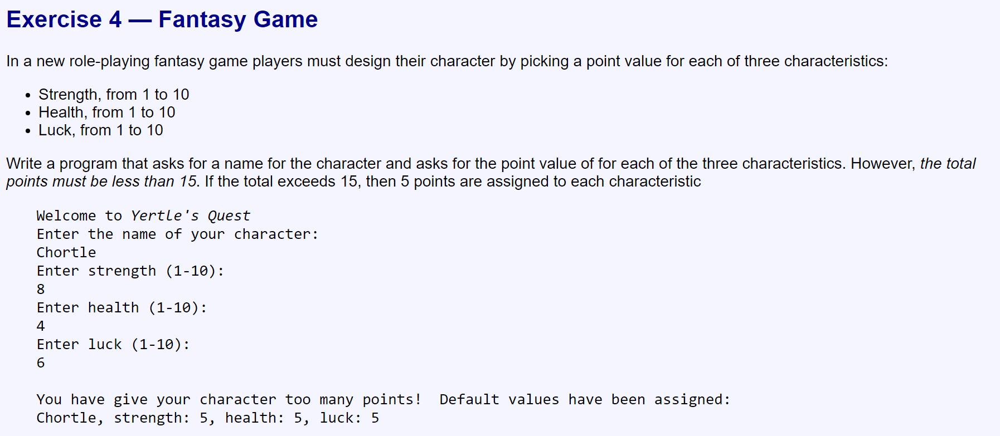 Exercise 4 — Fantasy Game
In a new role-playing fantasy game players must design their character by picking a point value for each of three characteristics:
• Strength, from 1 to 10
• Health, from 1 to 10
• Luck, from 1 to 10
Write a program that asks for a name for the character and asks for the point value of for each of the three characteristics. However, the total
points must be less than 15. If the total exceeds 15, then 5 points are assigned to each characteristic
Welcome to Yertle's Quest
Enter the name of your character:
Chortle
Enter strength (1-10):
8
Enter health (1-10):
4
Enter luck (1-10):
6
You have give your character too many points!  Default values have been assigned:
Chortle, strength: 5, health: 5, luck: 5